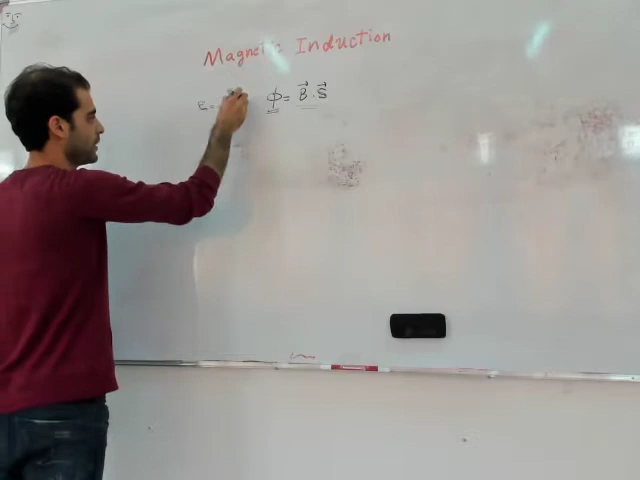 Magnetic Induction
ϕ = B⃗ · S⃗